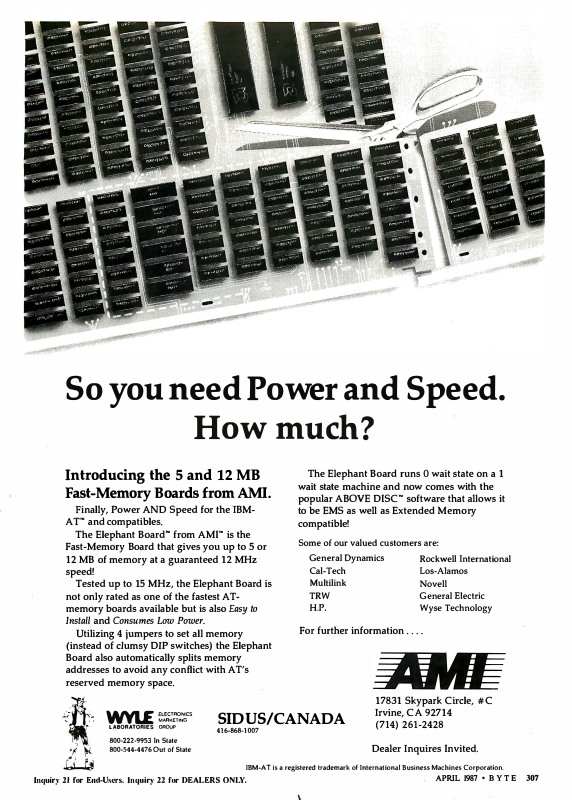 So you need Power and Speed.
How much?
Introducing the 5 and 12 MB
Fast-Memory Boards from AMI.
Finally, Power AND Speed for the IBM-
AT™ and compatibles.
The Elephant Board™ from AMI™ is the
Fast-Memory Board that gives you up to 5 or
12 MB of memory at a guaranteed 12 MHz
speed!
Tested up to 15 MHz, the Elephant Board is
not only rated as one of the fastest AT-
memory boards available but is also Easy to
Install and Consumes Low Power.
Utilizing 4 jumpers to set all memory
(instead of clumsy DIP switches) the Elephant
Board also automatically splits memory
addresses to avoid any conflict with AT's
reserved memory space.
The Elephant Board runs 0 wait state on a 1
wait state machine and now comes with the
popular ABOVE DISC™ software that allows it
to be EMS as well as Extended Memory
compatible!
Some of our valued customers are:
General Dynamics
Cal-Tech
Multilink
TRW
H.P.
Rockwell International
Los-Alamos
Novell
General Electric
Wyse Technology
For further information . . . .
AMI
17831 Skypark Circle, #C
Irvine, CA 92714
(714) 261-2428
Dealer Inquires Invited.
WYLE
LABORATORIES
ELECTRONICS
MARKETING
GROUP
800-222-9953 In State
800-544-4476 Out of State
SIDUS/CANADA
416-868-1007
IBM-AT is a registered trademark of International Business Machines Corporation.
Inquiry 21 for End-Users. Inquiry 22 for DEALERS ONLY.
APRIL 1987 • BYTE 307